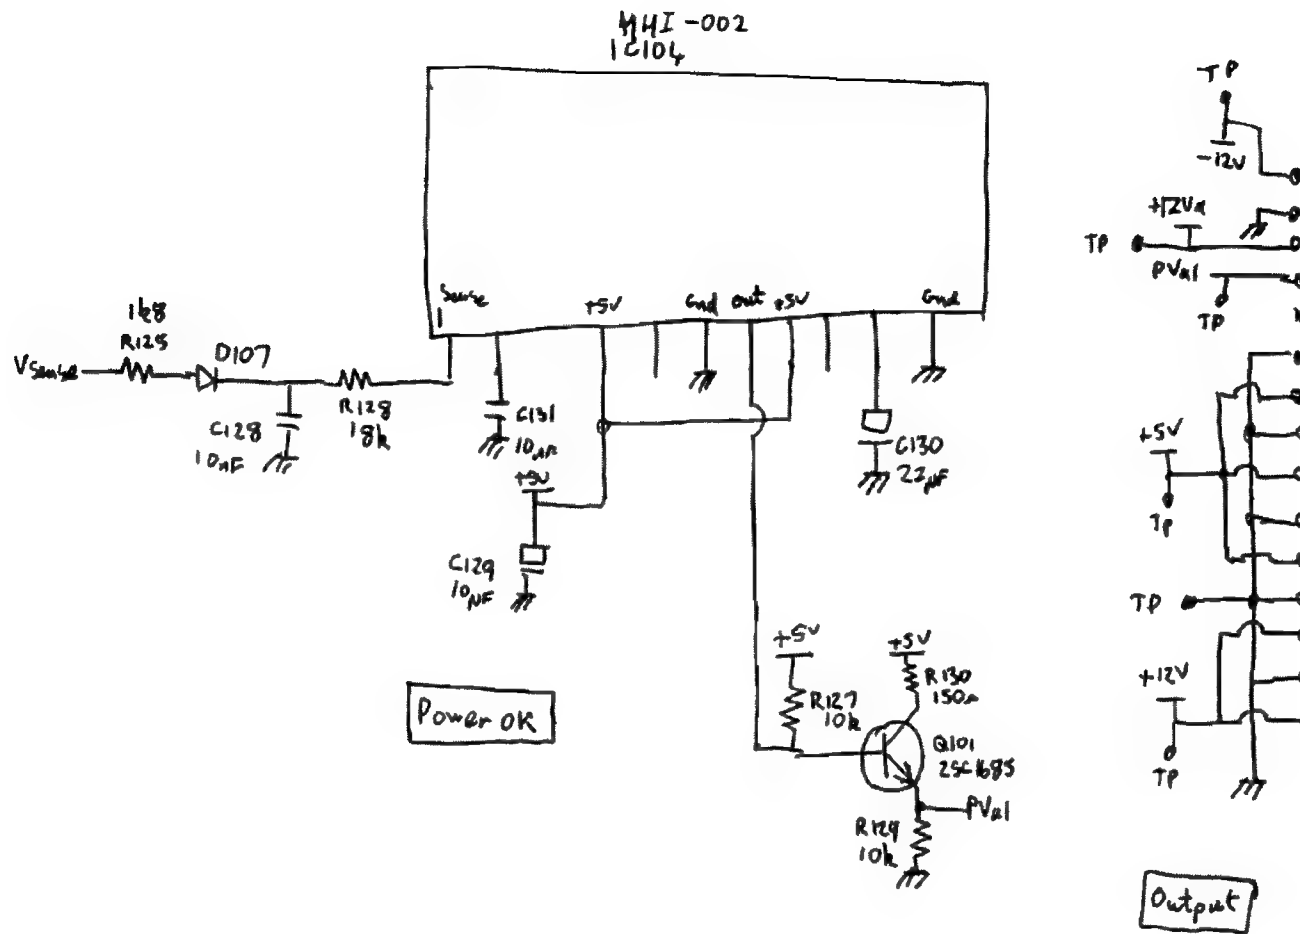 MHI-002
IC104
Sense
1
+5V
Gnd
Out
+5V
Gnd
1k8
R125
D107
Vsense
C128
10nF
R128
18k
C131
10nF
+5V
C129
10µF
C130
22µF
+5V
R127
10k
+5V
R130
150Ω
Q101
2SC1685
PVal
R129
10k
Power OK
TP
-12V
+12Va
TP
PVal
TP
+5V
TP
TP
+12V
TP
Output